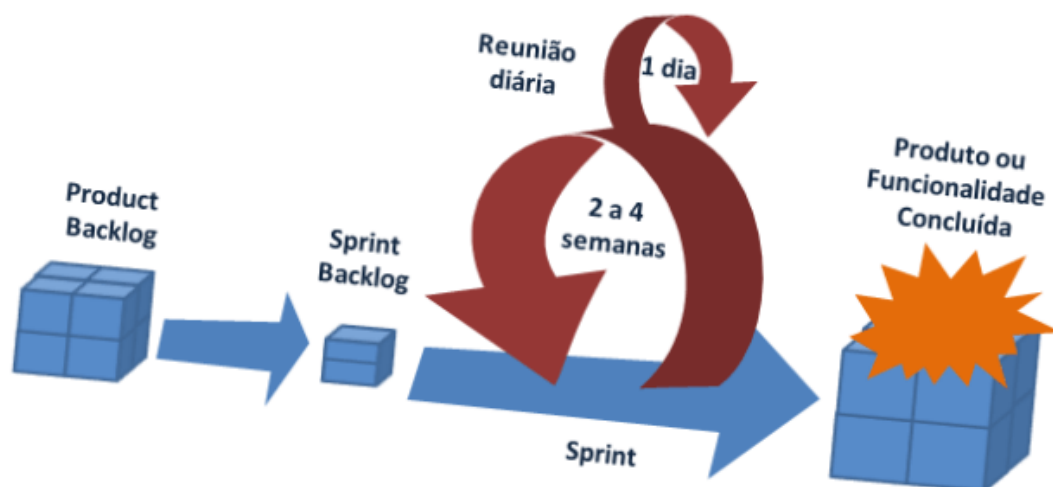 Product
Backlog
Sprint
Backlog
Reunião
diária
1 dia
2 a 4
semanas
Sprint
Produto ou
Funcionalidade
Concluída